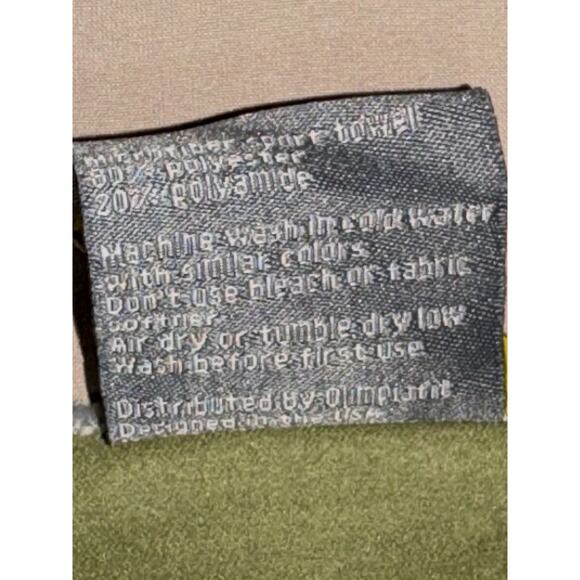 Microfiber Sport towel
80% polyester
20% polyamide
Machine wash in cold water
with similar colors
Don't use bleach or fabric
softner
Air dry or tumble dry low
Wash before first use
Distributed by Olimpiafit
Designed in the USA